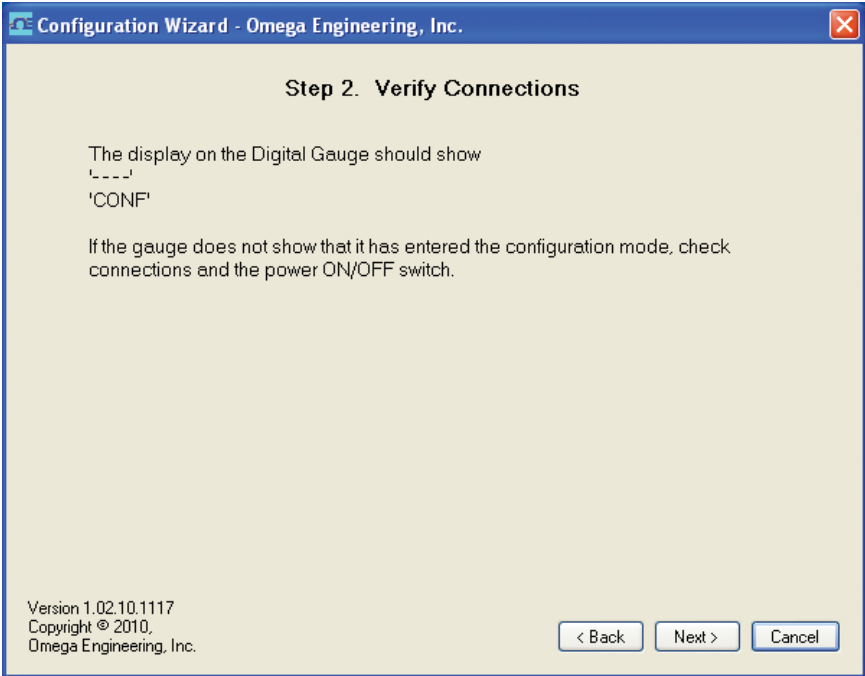 Configuration Wizard - Omega Engineering, Inc.
Step 2. Verify Connections
The display on the Digital Gauge should show
'----'
'CONF'
If the gauge does not show that it has entered the configuration mode, check
connections and the power ON/OFF switch.
Version 1.02.10.1117
Copyright © 2010,
Omega Engineering, Inc.
< Back Next > Cancel